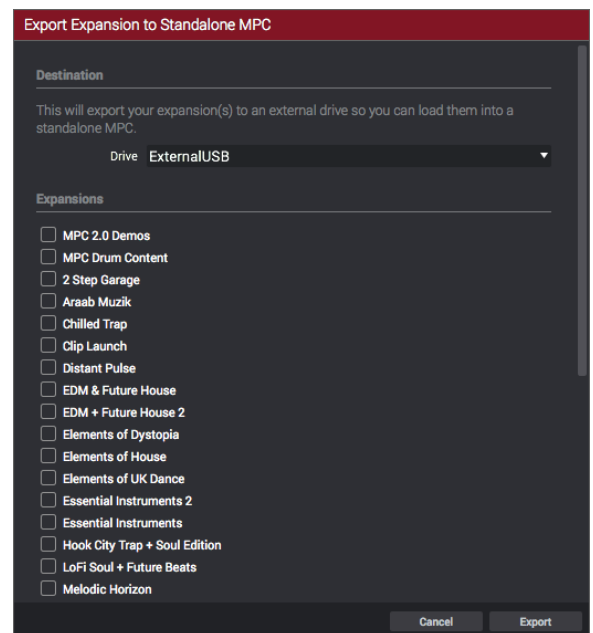 Export Expansion to Standalone MPC
Destination
This will export your expansion(s) to an external drive so you can load them into a
standalone MPC.
Drive ExternalUSB
Expansions
MPC 2.0 Demos
MPC Drum Content
2 Step Garage
Araab Muzik
Chilled Trap
Clip Launch
Distant Pulse
EDM & Future House
EDM + Future House 2
Elements of Dystopia
Elements of House
Elements of UK Dance
Essential Instruments 2
Essential Instruments
Hook City Trap + Soul Edition
LoFi Soul + Future Beats
Melodic Horizon
Cancel Export